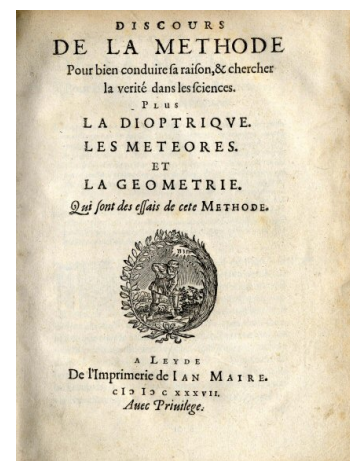 DISCOURS
DE LA METHODE
Pour bien conduire sa raison,& chercher
la verité dans les sciences.
PLUS
LA DIOPTRIQVE.
LES METEORES.
ET
LA GEOMETRIE.
Qui sont des essais de cete METHODE.
A LEYDE
De l'Imprimerie de IAN MAIRE.
cIↄ Iↄ c xxxvii.
Auec Priuilege.